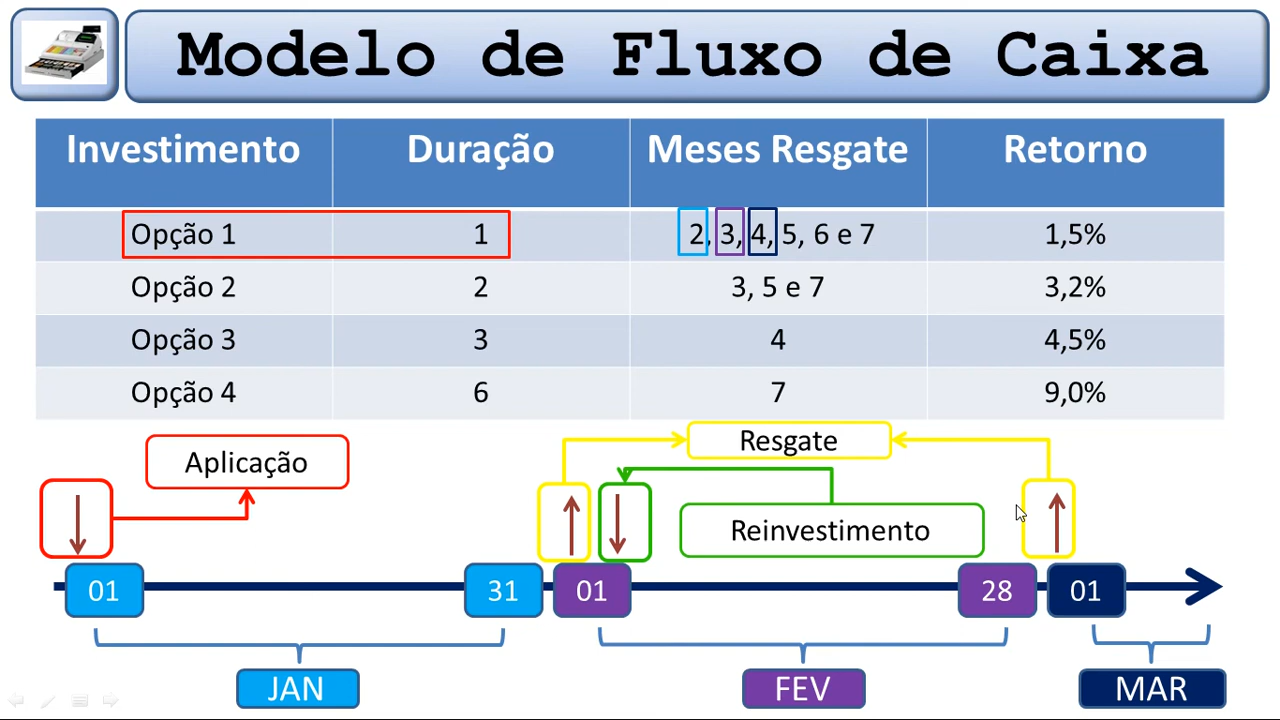 Modelo de Fluxo de Caixa
Investimento Duração Meses Resgate Retorno
Opção 1 1 2, 3, 4, 5, 6 e 7 1,5%
Opção 2 2 3, 5 e 7 3,2%
Opção 3 3 4 4,5%
Opção 4 6 7 9,0%
Resgate
Aplicação
Reinvestimento
01 31 01 28 01
JAN FEV MAR